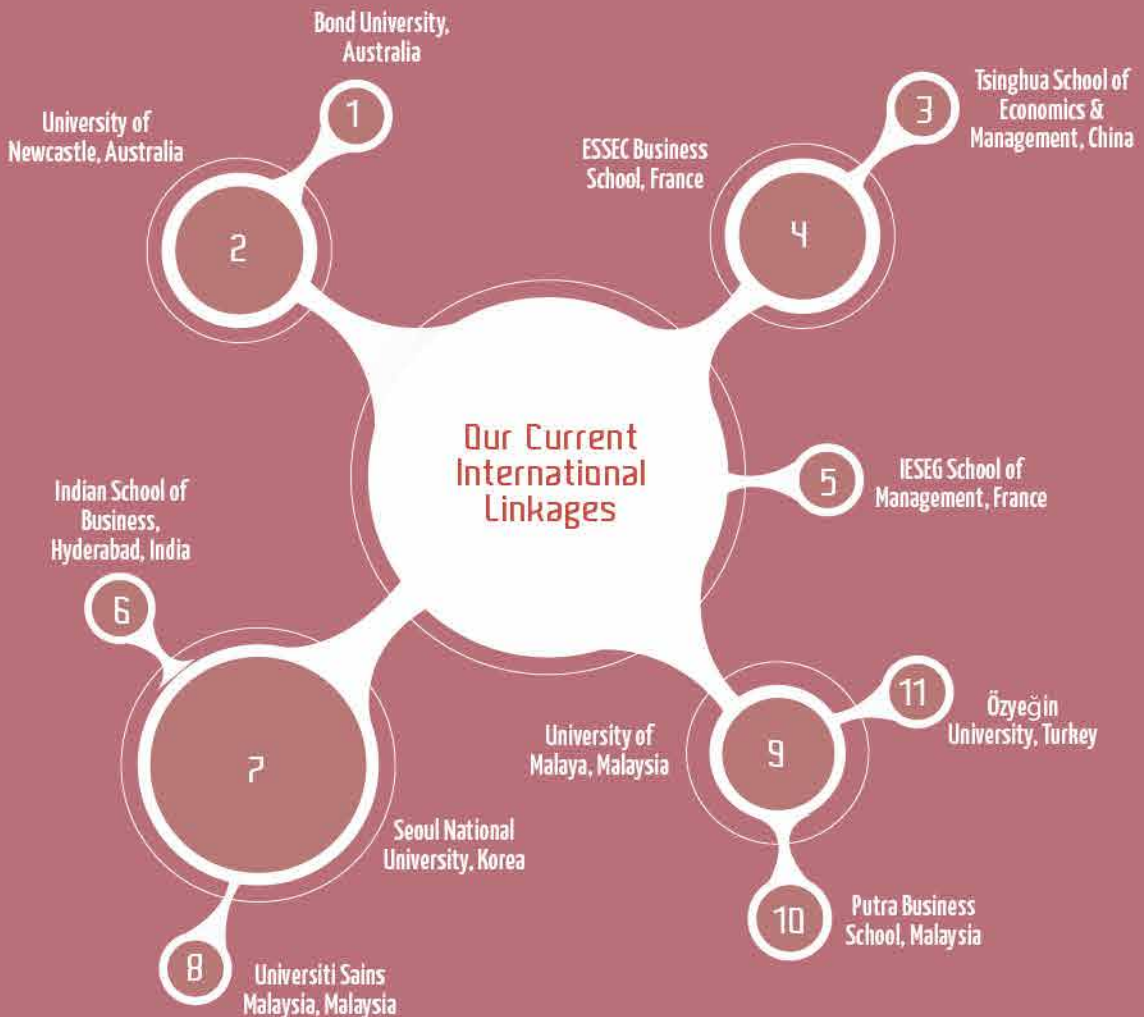 Bond University,
Australia
1
University of
Newcastle, Australia
2
Tsinghua School of
Economics &
Management, China
3
ESSEC Business
School, France
4
Our Current
International
Linkages
IESEG School of
Management, France
5
Indian School of
Business,
Hyderabad, India
6
7
Seoul National
University, Korea
8
Universiti Sains
Malaysia, Malaysia
University of
Malaya, Malaysia
9
10
Putra Business
School, Malaysia
11
Özyeğin
University, Turkey